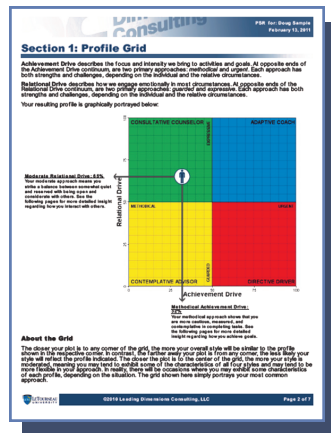 Dimensions
Consulting
PSR for: Doug Sample
February 13, 2011
Section 1: Profile Grid
Achievement Drive describes the focus and intensity we bring to activities and goals. At opposite ends of
the Achievement Drive continuum, are two primary approaches: methodical and urgent. Each approach has
both strengths and challenges, depending on the individual and the relative circumstances.
Relational Drive describes how we engage emotionally in most circumstances. At opposite ends of the
Relational Drive continuum, are two primary approaches: guarded and expressive. Each approach has both
strengths and challenges, depending on the individual and the relative circumstances.
Your resulting profile is graphically portrayed below:
CONSULTATIVE COUNSELOR
EXPRESSIVE
ADAPTIVE COACH
Moderate Relational Drive: 65%
Your moderate approach means you
strike a balance between somewhat quiet
and reserved with being open and
considerate with others. See the
following pages for more detailed insight
regarding how you interact with others.
Relational Drive
METHODICAL
URGENT
GUARDED
CONTEMPLATIVE ADVISOR
DIRECTIVE DRIVER
Achievement Drive
Methodical Achievement Drive:
32%
Your methodical approach shows that you
are more cautious, measured, and
contemplative in completing tasks. See
the following pages for more detailed
insight regarding how you achieve goals.
About the Grid
The closer your plot is to any corner of the grid, the more your overall style will be similar to the profile
shown in the respective corner. In contrast, the farther away your plot is from any corner, the less likely your
style will reflect the profile indicated. The closer the plot is to the center of the grid, the more your style is
moderated, meaning you may tend to exhibit some of the characteristics of all four styles and may tend to be
more flexible in your approach. In reality, there will be occasions where you may exhibit some characteristics
of each profile, depending on the situation. The grid shown here simply portrays your most common
approach.
LETOURNEAU
UNIVERSITY
©2010 Leading Dimensions Consulting, LLC
Page 2 of 7